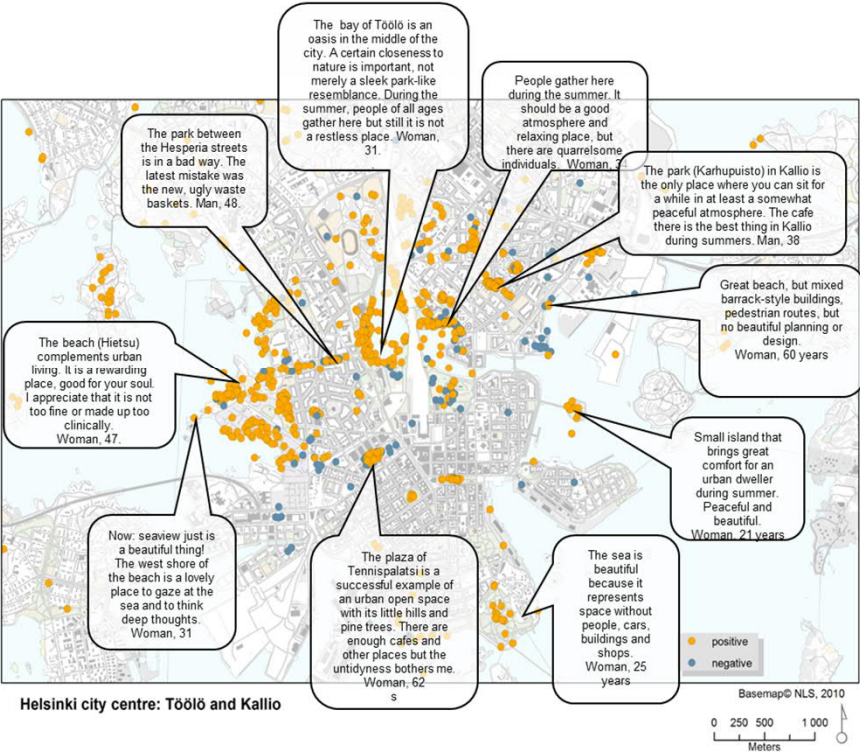 The bay of Töölö is an
oasis in the middle of the
city. A certain closeness to
nature is important, not
merely a sleek park-like
resemblance. During the
summer, people of all ages
gather here but still it is not
a restless place. Woman,
31.
People gather here
during the summer. It
should be a good
atmosphere and
relaxing place, but
there are quarrelsome
individuals. Woman, 3
The park between
the Hesperia streets
is in a bad way. The
latest mistake was
the new, ugly waste
baskets. Man, 48.
The park (Karhupuisto) in Kallio is
the only place where you can sit for
a while in at least a somewhat
peaceful atmosphere. The cafe
there is the best thing in Kallio
during summers. Man, 38
Great beach, but mixed
barrack-style buildings,
pedestrian routes, but
no beautiful planning or
design.
Woman, 60 years
The beach (Hietsu)
complements urban
living. It is a rewarding
place, good for your soul.
I appreciate that it is not
too fine or made up too
clinically.
Woman, 47.
Small island that
brings great
comfort for an
urban dweller
during summer.
Peaceful and
beautiful.
Woman, 21 years
Now: seaview just is
a beautiful thing!
The west shore of
the beach is a lovely
place to gaze at the
sea and to think
deep thoughts.
Woman, 31
The plaza of
Tennispalatsi is a
successful example of
an urban open space
with its little hills and
pine trees. There are
enough cafes and
other places but the
untidyness bothers me.
Woman, 62
s
The sea is
beautiful
because it
represents
space without
people, cars,
buildings and
shops.
Woman, 25
years
positive
negative
Helsinki city centre: Töölö and Kallio
Basemap© NLS, 2010
0 250 500 1 000
Meters